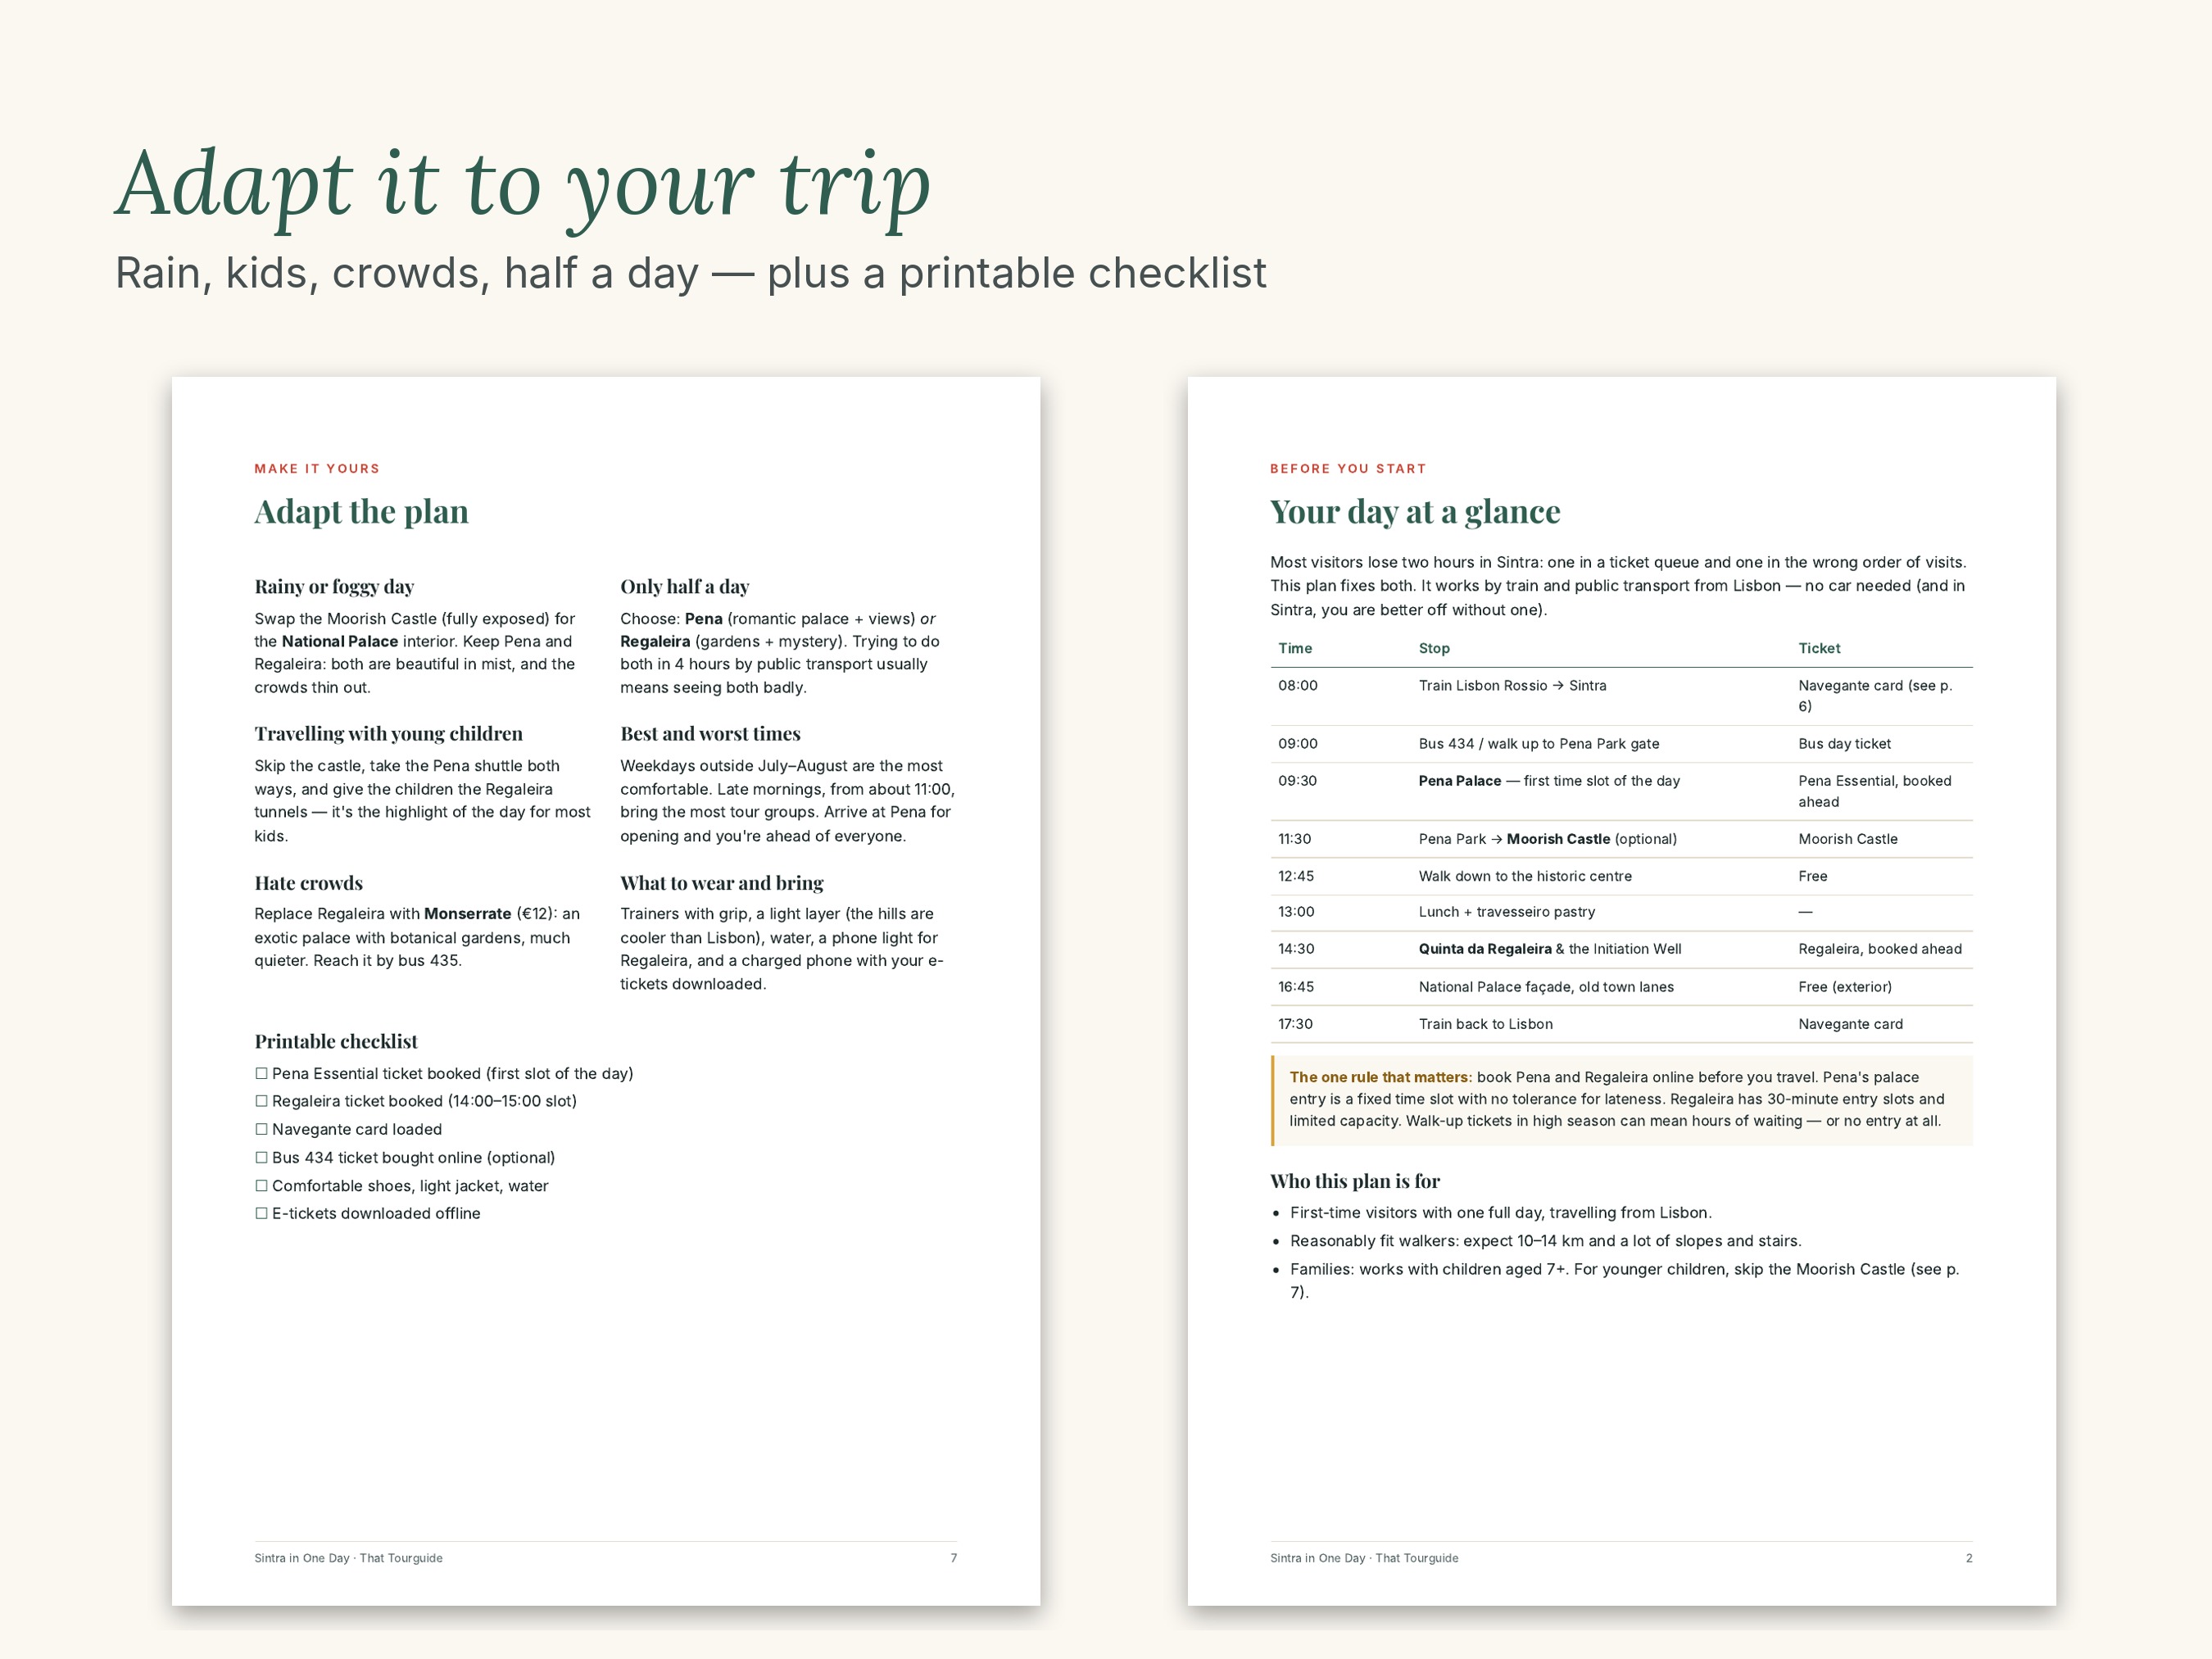 Adapt it to your trip
Rain, kids, crowds, half a day — plus a printable checklist
MAKE IT YOURS
Adapt the plan
Rainy or foggy day
Swap the Moorish Castle (fully exposed) for
the National Palace interior. Keep Pena and
Regaleira: both are beautiful in mist, and the
crowds thin out.
Only half a day
Choose: Pena (romantic palace + views) or
Regaleira (gardens + mystery). Trying to do
both in 4 hours by public transport usually
means seeing both badly.
Travelling with young children
Skip the castle, take the Pena shuttle both
ways, and give the children the Regaleira
tunnels — it's the highlight of the day for most
kids.
Best and worst times
Weekdays outside July–August are the most
comfortable. Late mornings, from about 11:00,
bring the most tour groups. Arrive at Pena for
opening and you're ahead of everyone.
Hate crowds
Replace Regaleira with Monserrate (€12): an
exotic palace with botanical gardens, much
quieter. Reach it by bus 435.
What to wear and bring
Trainers with grip, a light layer (the hills are
cooler than Lisbon), water, a phone light for
Regaleira, and a charged phone with your e-
tickets downloaded.
Printable checklist
☐ Pena Essential ticket booked (first slot of the day)
☐ Regaleira ticket booked (14:00–15:00 slot)
☐ Navegante card loaded
☐ Bus 434 ticket bought online (optional)
☐ Comfortable shoes, light jacket, water
☐ E-tickets downloaded offline
Sintra in One Day · That Tourguide 7
BEFORE YOU START
Your day at a glance
Most visitors lose two hours in Sintra: one in a ticket queue and one in the wrong order of visits.
This plan fixes both. It works by train and public transport from Lisbon — no car needed (and in
Sintra, you are better off without one).
Time Stop Ticket
08:00 Train Lisbon Rossio → Sintra Navegante card (see p.
6)
09:00 Bus 434 / walk up to Pena Park gate Bus day ticket
09:30 Pena Palace — first time slot of the day Pena Essential, booked
ahead
11:30 Pena Park → Moorish Castle (optional) Moorish Castle
12:45 Walk down to the historic centre Free
13:00 Lunch + travesseiro pastry —
14:30 Quinta da Regaleira & the Initiation Well Regaleira, booked ahead
16:45 National Palace façade, old town lanes Free (exterior)
17:30 Train back to Lisbon Navegante card
The one rule that matters: book Pena and Regaleira online before you travel. Pena's palace
entry is a fixed time slot with no tolerance for lateness. Regaleira has 30-minute entry slots and
limited capacity. Walk-up tickets in high season can mean hours of waiting — or no entry at all.
Who this plan is for
• First-time visitors with one full day, travelling from Lisbon.
• Reasonably fit walkers: expect 10–14 km and a lot of slopes and stairs.
• Families: works with children aged 7+. For younger children, skip the Moorish Castle (see p.
7).
Sintra in One Day · That Tourguide 2